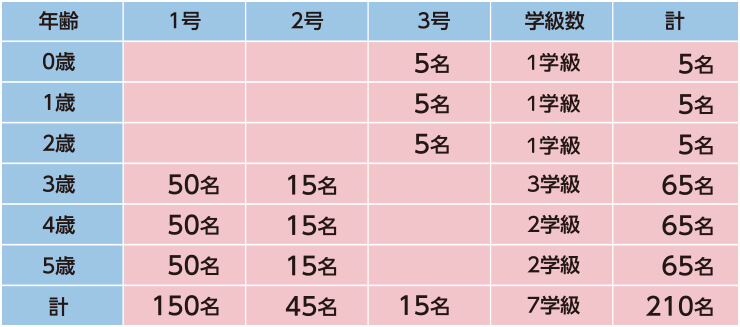 年齢 1号 2号 3号 学級数 計
0歳 5名 1学級 5名
1歳 5名 1学級 5名
2歳 5名 1学級 5名
3歳 50名 15名 3学級 65名
4歳 50名 15名 2学級 65名
5歳 50名 15名 2学級 65名
計 150名 45名 15名 7学級 210名